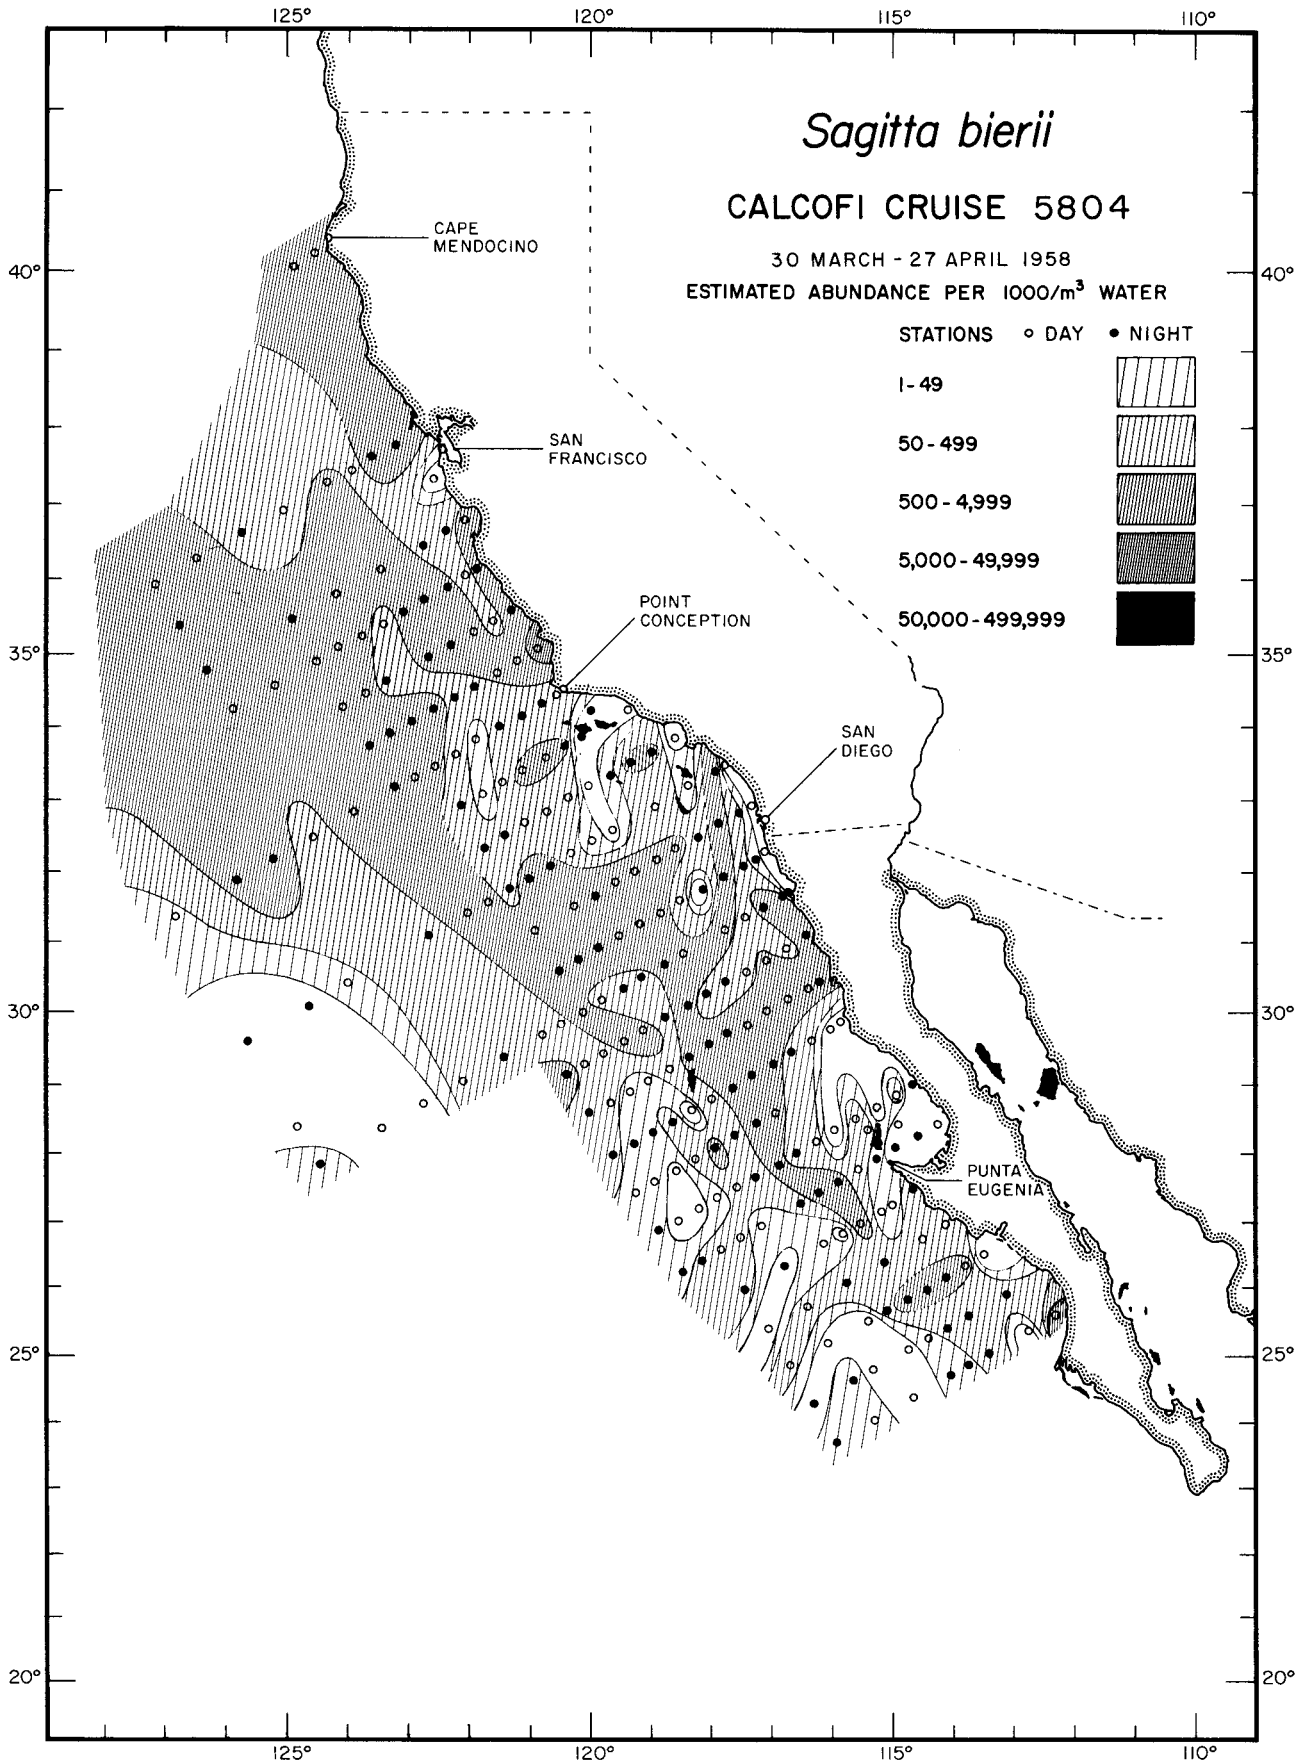 125° 120° 115° 110°
Sagitta bierii
CALCOFI CRUISE 5804
30 MARCH - 27 APRIL 1958
ESTIMATED ABUNDANCE PER 1000/m³ WATER
STATIONS ○ DAY ● NIGHT
1-49
50-499
500-4,999
5,000-49,999
50,000-499,999
CAPE
MENDOCINO
40° 40°
SAN
FRANCISCO
POINT
CONCEPTION
35° 35°
SAN
DIEGO
30° 30°
PUNTA
EUGENIA
25° 25°
20° 20°
125° 120° 115° 110°